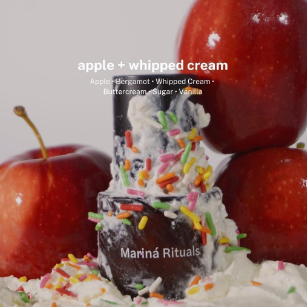 apple + whipped cream
Apple • Bergamot • Whipped Cream •
Buttercream • Sugar • Vanilla
Mariná Rituals